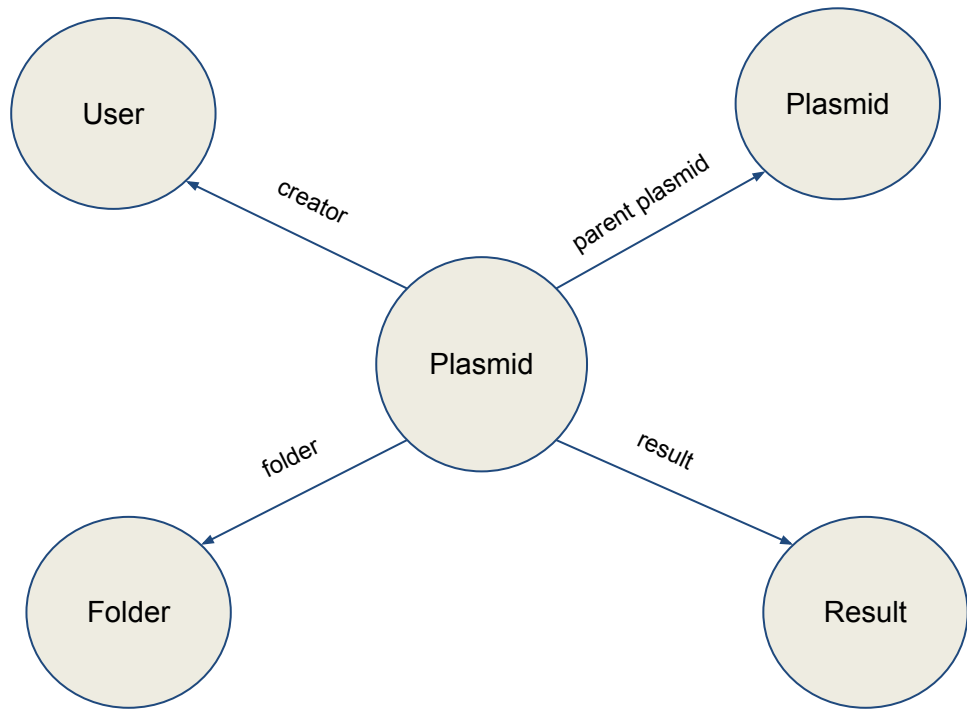 User
Plasmid
creator
parent plasmid
Plasmid
folder
result
Folder
Result